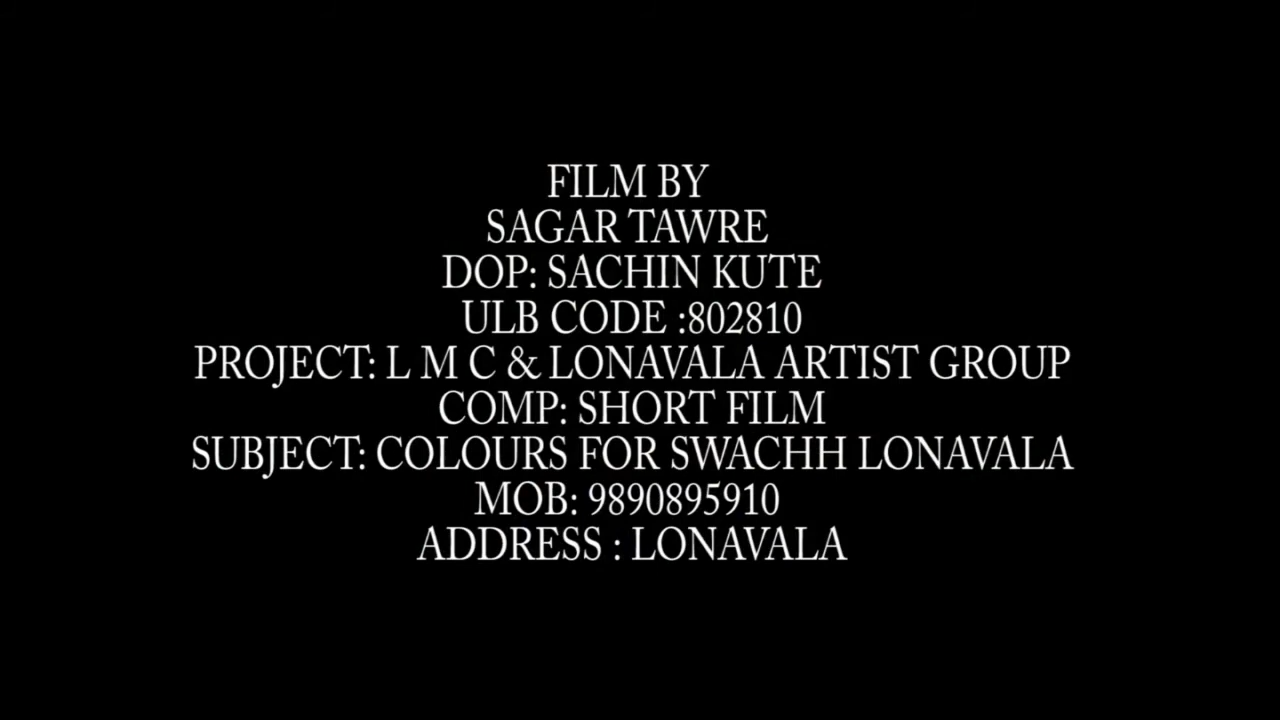 FILM BY
SAGAR TAWRE
DOP: SACHIN KUTE
ULB CODE :802810
PROJECT: L M C & LONAVALA ARTIST GROUP
COMP: SHORT FILM
SUBJECT: COLOURS FOR SWACHH LONAVALA
MOB: 9890895910
ADDRESS : LONAVALA